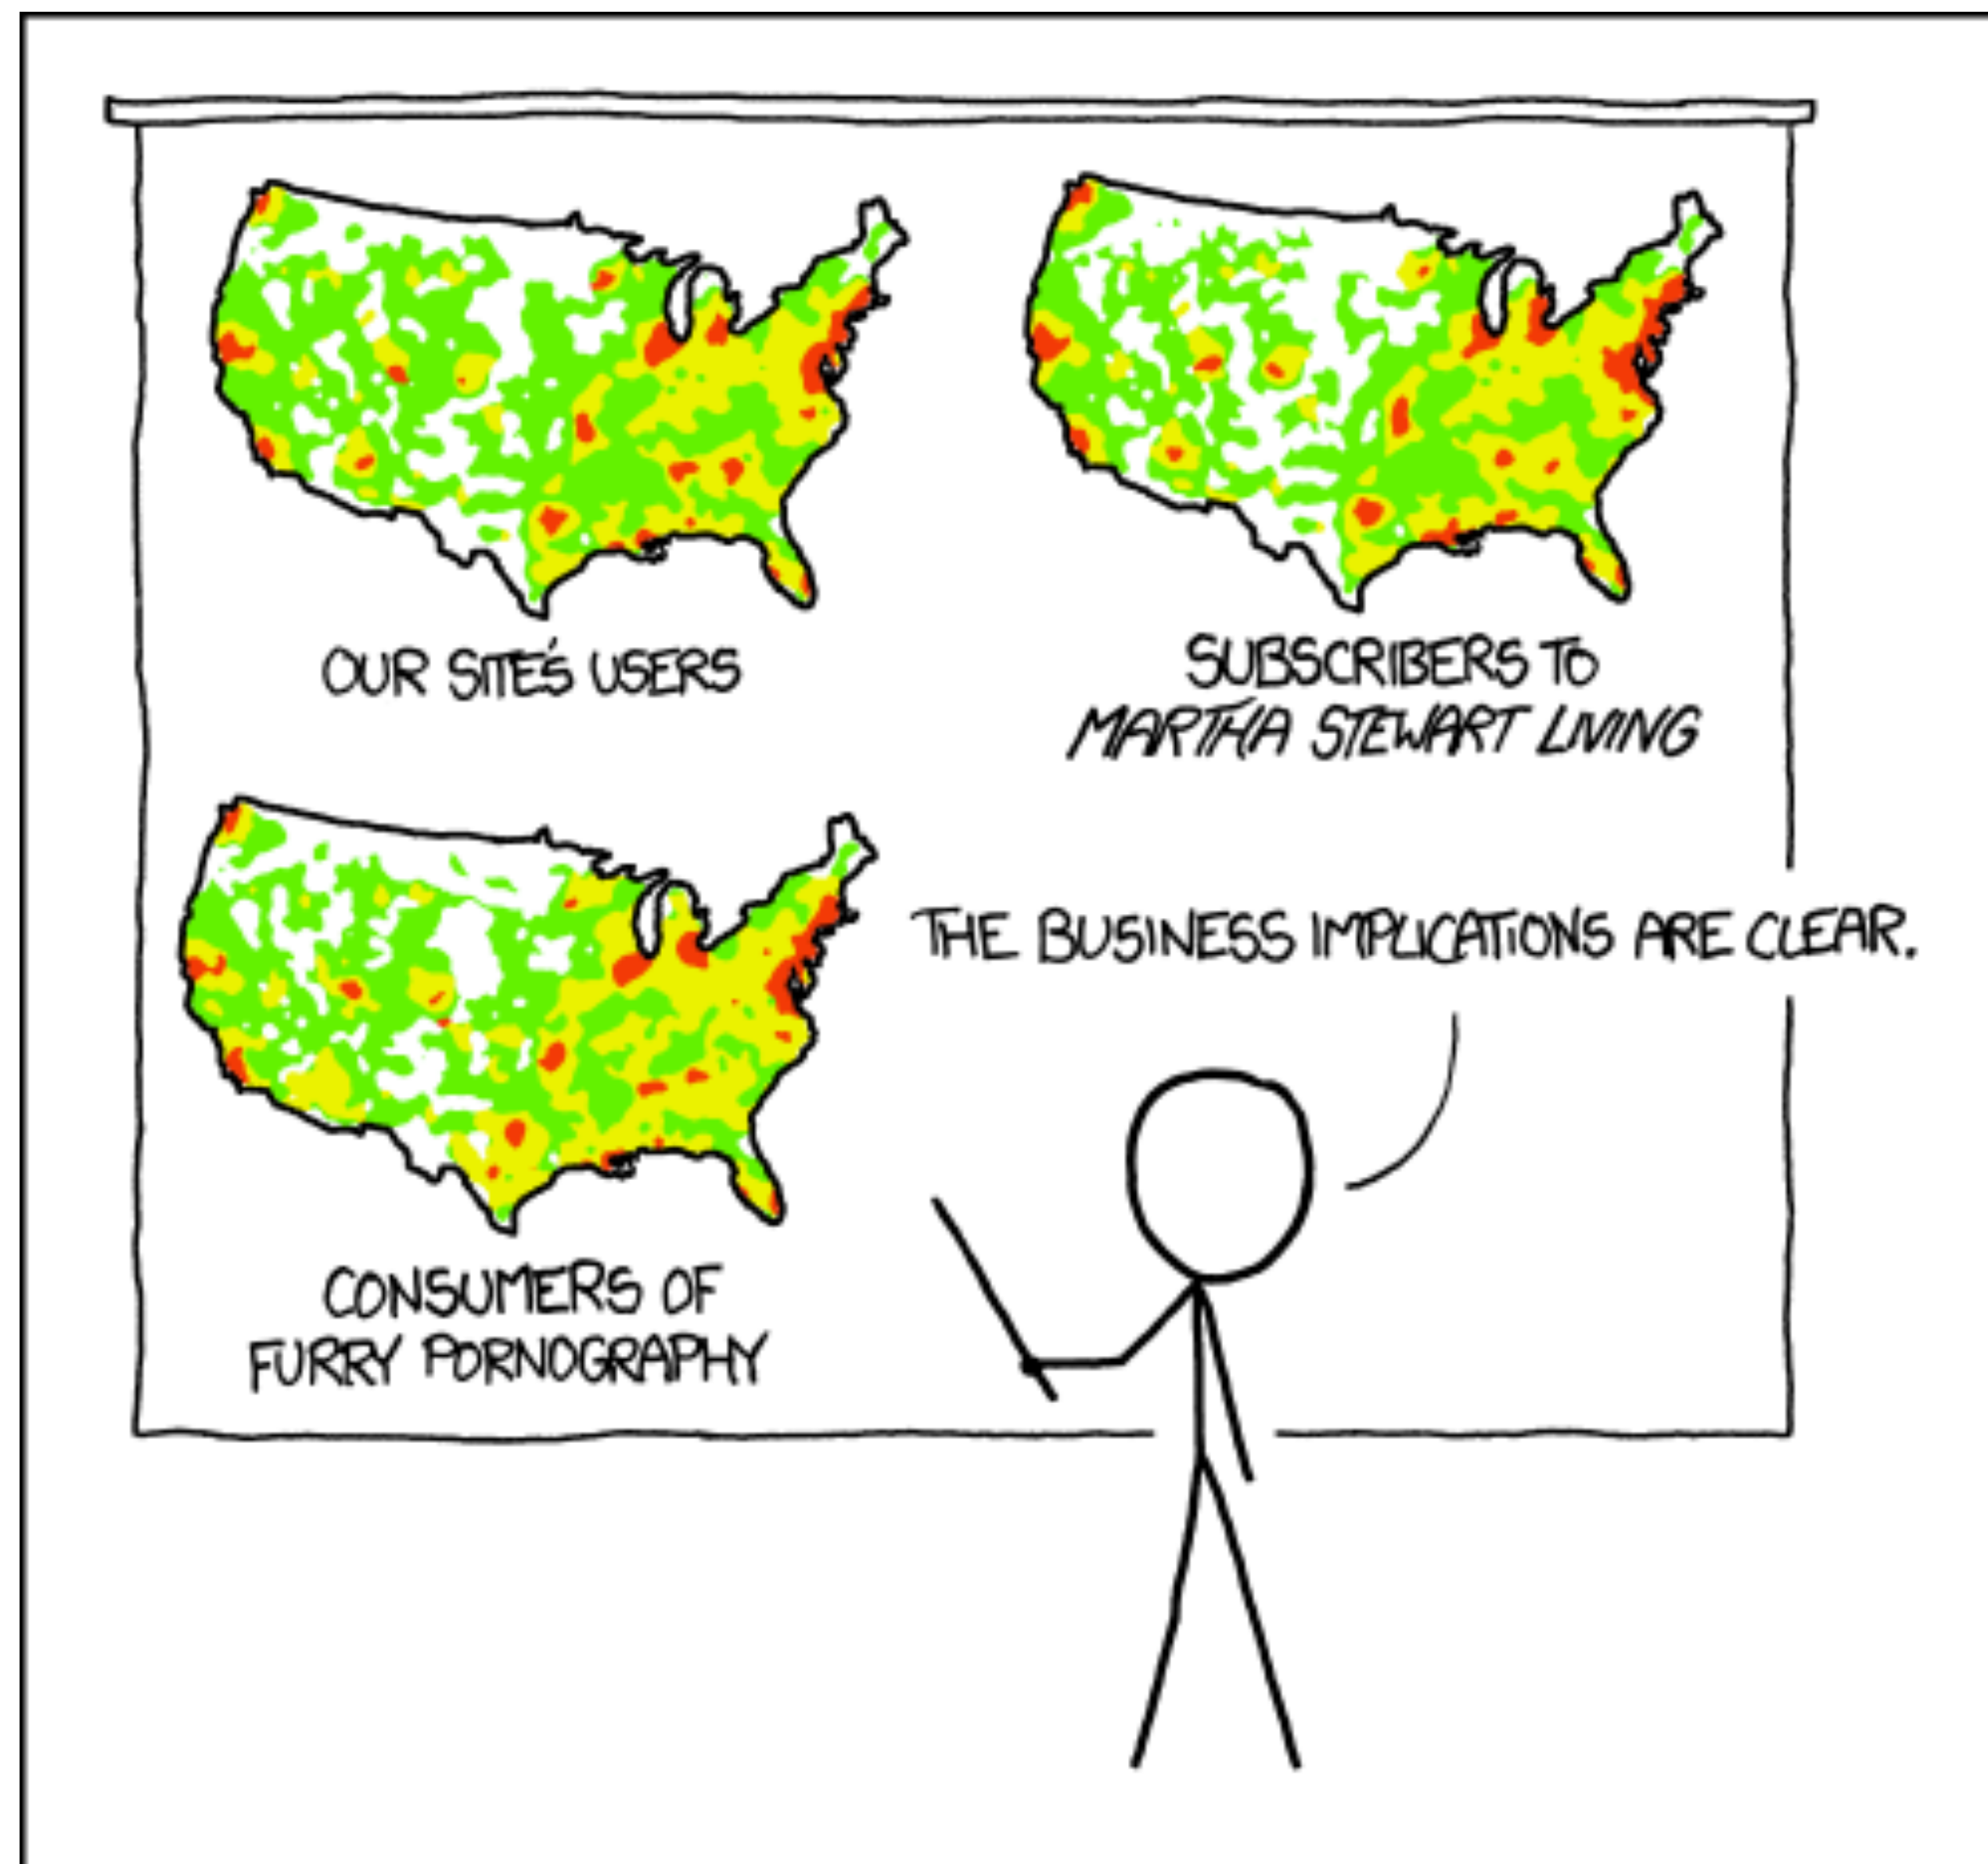 OUR SITE'S USERS
SUBSCRIBERS TO
MARTHA STEWART LIVING
CONSUMERS OF
FURRY PORNOGRAPHY
THE BUSINESS IMPLICATIONS ARE CLEAR.